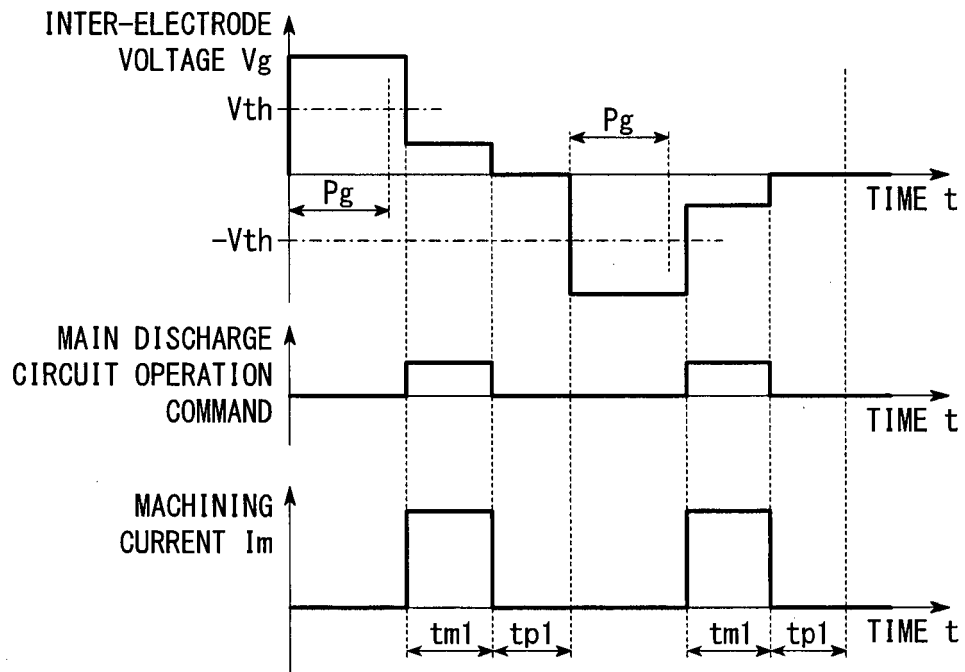 INTER-ELECTRODE
VOLTAGE Vg
Vth
Pg
Pg
TIME t
-Vth
MAIN DISCHARGE
CIRCUIT OPERATION
COMMAND
TIME t
MACHINING
CURRENT Im
TIME t
tm1
tp1
tm1
tp1